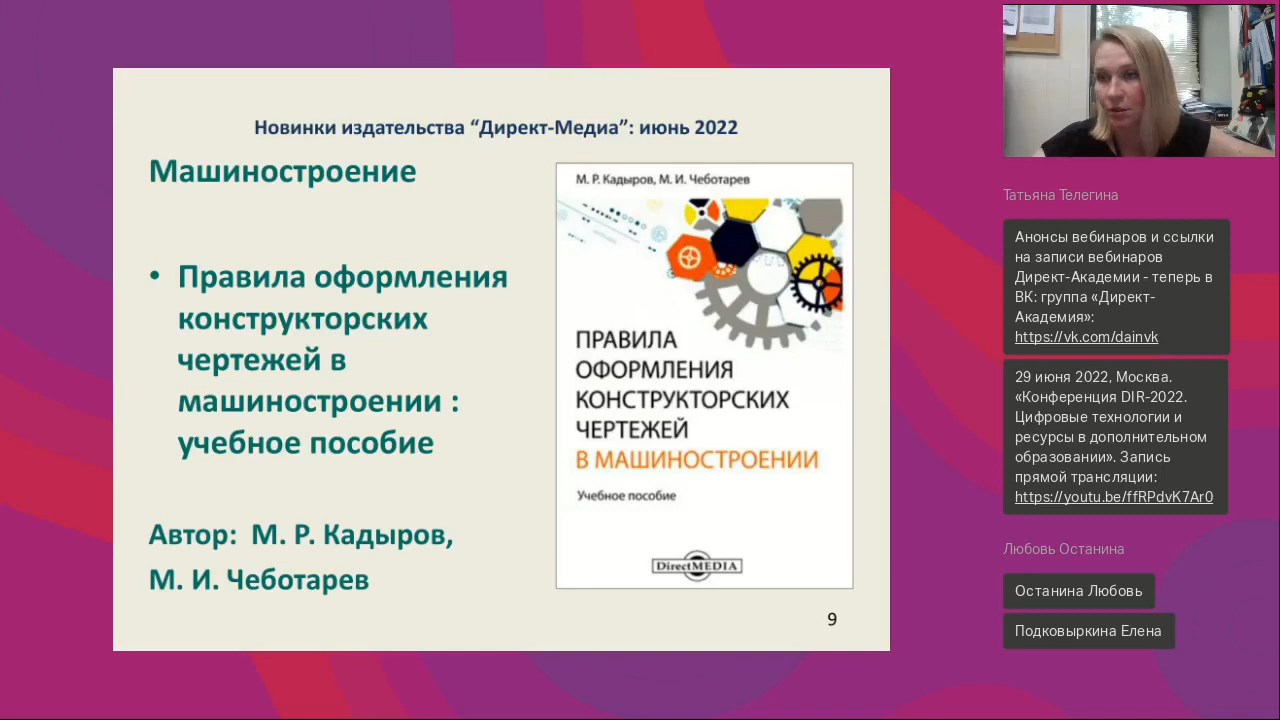 Новинки издательства “Директ-Медиа”: июнь 2022
Машиностроение
• Правила оформления
конструкторских
чертежей в
машиностроении :
учебное пособие
Автор: М. Р. Кадыров,
М. И. Чеботарев
М. Р. Кадыров, М. И. Чеботарев
ПРАВИЛА
ОФОРМЛЕНИЯ
КОНСТРУКТОРСКИХ
ЧЕРТЕЖЕЙ
В МАШИНОСТРОЕНИИ
Учебное пособие
DirectMEDIA
9
Татьяна Телегина
Анонсы вебинаров и ссылки
на записи вебинаров
Директ-Академии - теперь в
ВК: группа «Директ-
Академия»:
https://vk.com/dainvk
29 июня 2022, Москва.
«Конференция DIR-2022.
Цифровые технологии и
ресурсы в дополнительном
образовании». Запись
прямой трансляции:
https://youtu.be/ffRPdvK7Ar0
Любовь Останина
Останина Любовь
Подковыркина Елена